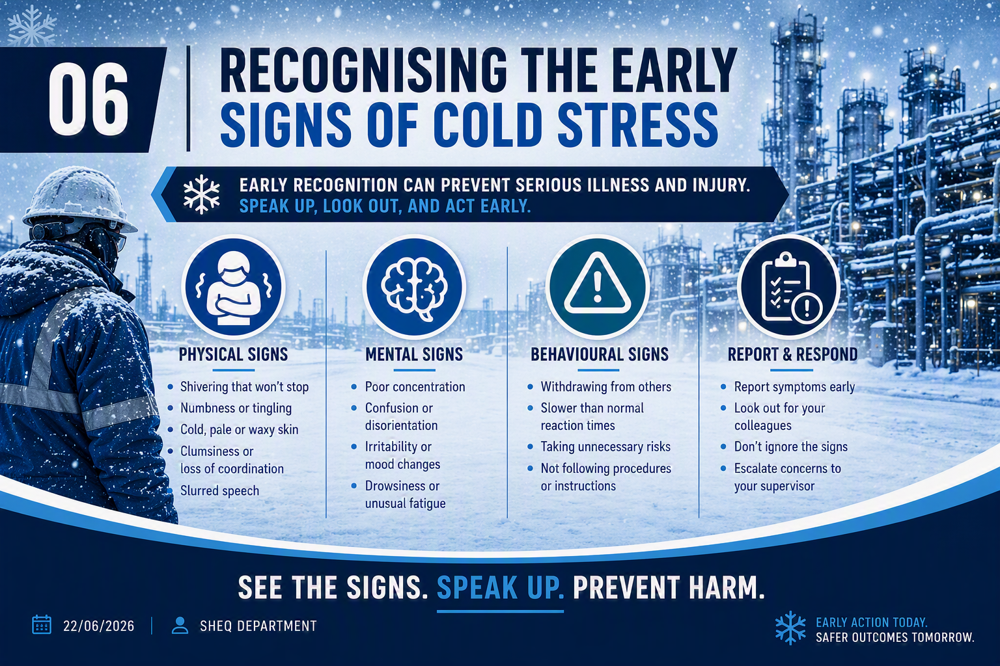 06
RECOGNISING THE EARLY
SIGNS OF COLD STRESS
EARLY RECOGNITION CAN PREVENT SERIOUS ILLNESS AND INJURY.
SPEAK UP, LOOK OUT, AND ACT EARLY.
PHYSICAL SIGNS
• Shivering that won't stop
• Numbness or tingling
• Cold, pale or waxy skin
• Clumsiness or
loss of coordination
• Slurred speech
MENTAL SIGNS
• Poor concentration
• Confusion or
disorientation
• Irritability or
mood changes
• Drowsiness or
unusual fatigue
BEHAVIOURAL SIGNS
• Withdrawing from others
• Slower than normal
reaction times
• Taking unnecessary risks
• Not following procedures
or instructions
REPORT & RESPOND
• Report symptoms early
• Look out for your
colleagues
• Don't ignore the signs
• Escalate concerns to
your supervisor
SEE THE SIGNS. SPEAK UP. PREVENT HARM.
22/06/2026
SHEQ DEPARTMENT
EARLY ACTION TODAY.
SAFER OUTCOMES TOMORROW.